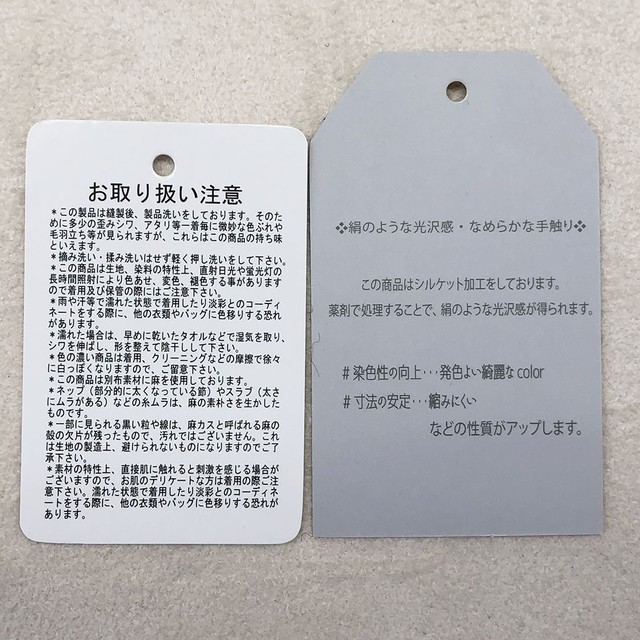 お取り扱い注意
＊この製品は縫製後、製品洗いをしております。そのた
めに多少の歪みシワ、アタリ等一着毎に微妙な色ぶれや
毛羽立ち等が見られますが、これらはこの商品の持ち味
といえます。
＊摘み洗い・揉み洗いはせず軽く押し洗いをして下さい。
＊この商品は生地、染料の特性上、直射日光や蛍光灯の
長時間照射により色あせ、変色、褪色する事があります
ので着用及び保管の際にはご注意下さい。
＊雨や汗等で濡れた状態で着用したり淡彩とのコーディ
ネートをする際に、他の衣類やバッグに色移りする恐れ
があります。
＊濡れた場合は、早めに乾いたタオルなどで湿気を取り、
シワを伸ばし、形を整えて陰干しして下さい。
＊色の濃い商品は着用、クリーニングなどの摩擦で徐々
に白っぽくなりますので、ご留意下さい。
＊この商品は別布素材に麻を使用しております。
＊ネップ（部分的に太くなっている節）やスラブ（太さ
にムラがある）などの糸ムラは、麻の素朴さを生かした
ものです。
＊一部に見られる黒い粒や線は、麻カスと呼ばれる麻の
殻の欠片が残ったもので、汚れではございません。これ
は生地の製造上、避けられないものになりますのでご了
承下さい。
＊素材の特性上、直接肌に触れると刺激を感じる場合が
ございますので、お肌のデリケートな方は着用の際ご注
意下さい。濡れた状態で着用したり淡彩とのコーディネ
ートをする際に、他の衣類やバッグに色移りする恐れが
あります。
❖絹のような光沢感・なめらかな手触り❖
この商品はシルケット加工をしております。
薬剤で処理することで、絹のような光沢感が得られます。
＃染色性の向上・・・発色よい綺麗な color
＃寸法の安定・・・縮みにくい
などの性質がアップします。